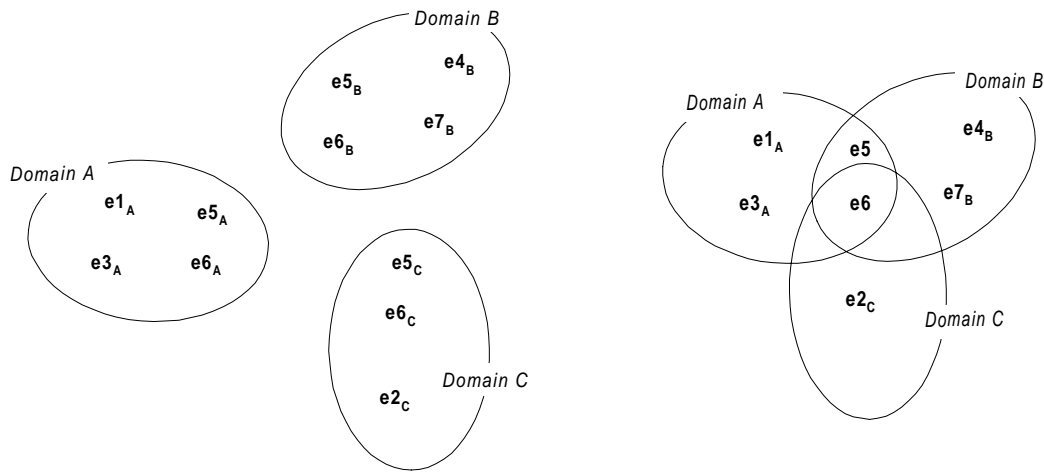 Domain B
e5B
e4B
e6B
e7B
Domain A
e1A
e5A
e3A
e6A
e5C
e6C
Domain C
e2C
Domain A
Domain B
e1A
e5
e4B
e3A
e6
e7B
e2C
Domain C